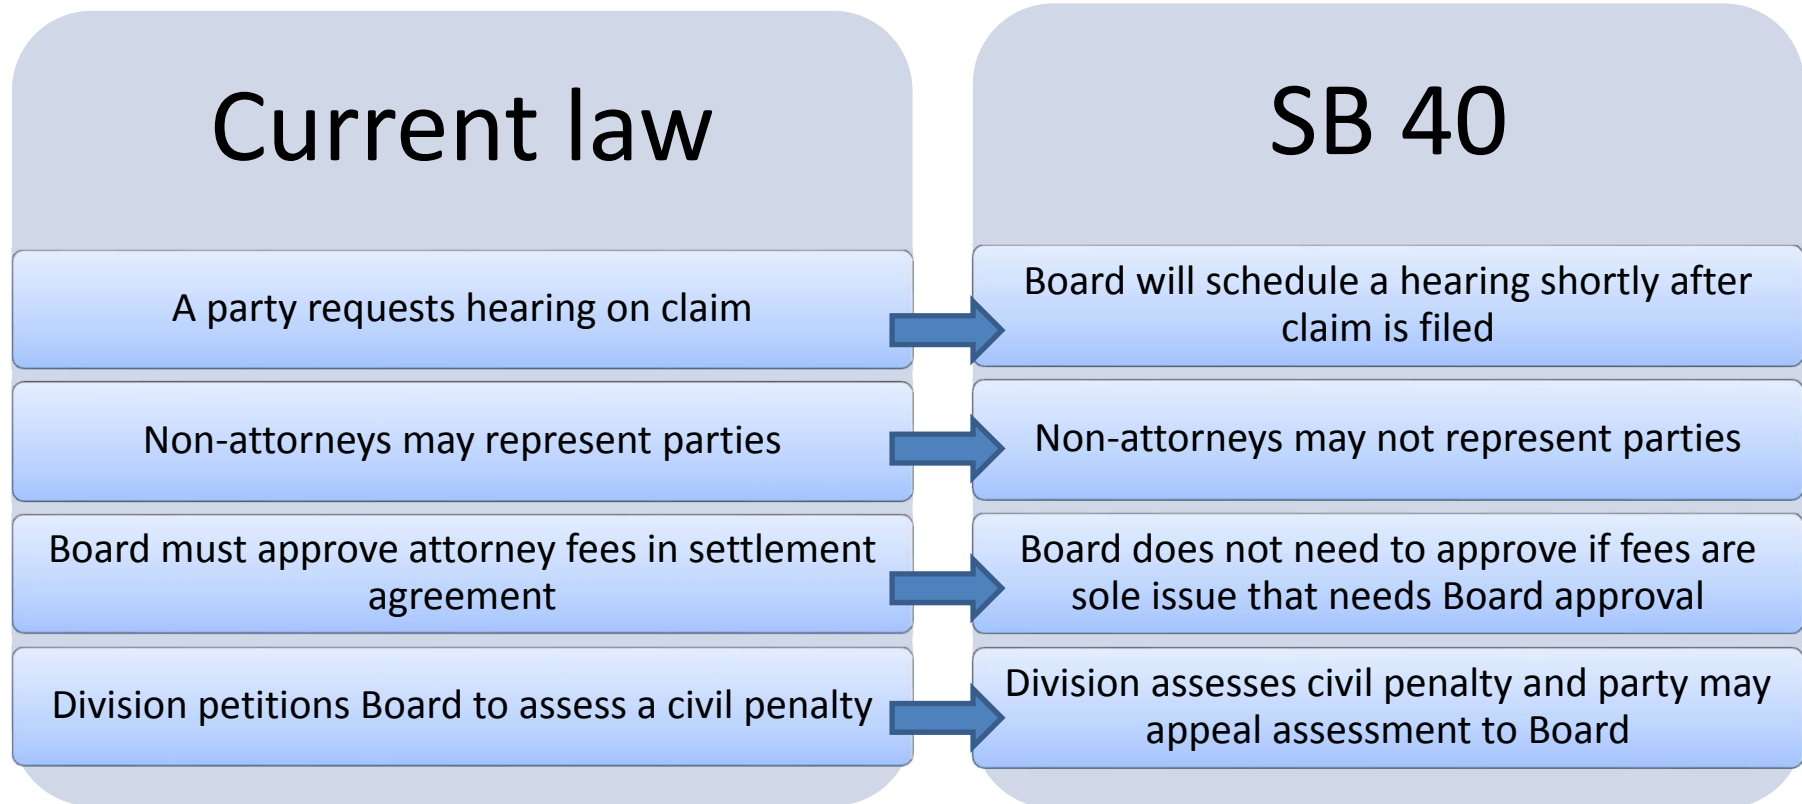 Current law
A party requests hearing on claim
Non-attorneys may represent parties
Board must approve attorney fees in settlement
agreement
Division petitions Board to assess a civil penalty
SB 40
Board will schedule a hearing shortly after
claim is filed
Non-attorneys may not represent parties
Board does not need to approve if fees are
sole issue that needs Board approval
Division assesses civil penalty and party may
appeal assessment to Board